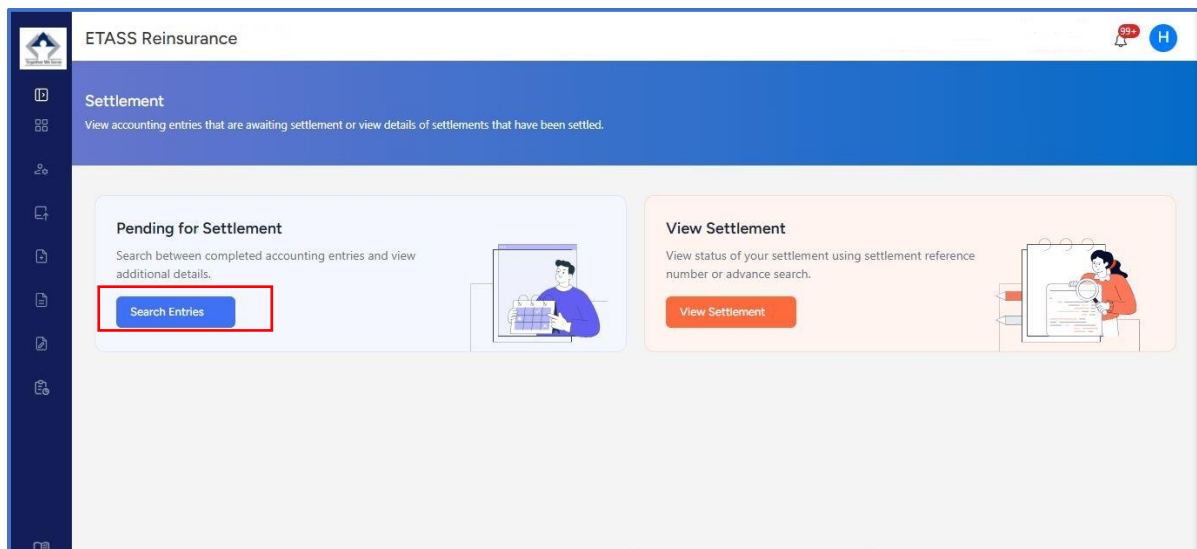 ETASS Reinsurance
99+
H
Settlement
View accounting entries that are awaiting settlement or view details of settlements that have been settled.
Pending for Settlement
Search between completed accounting entries and view
additional details.
Search Entries
View Settlement
View status of your settlement using settlement reference
number or advance search.
View Settlement